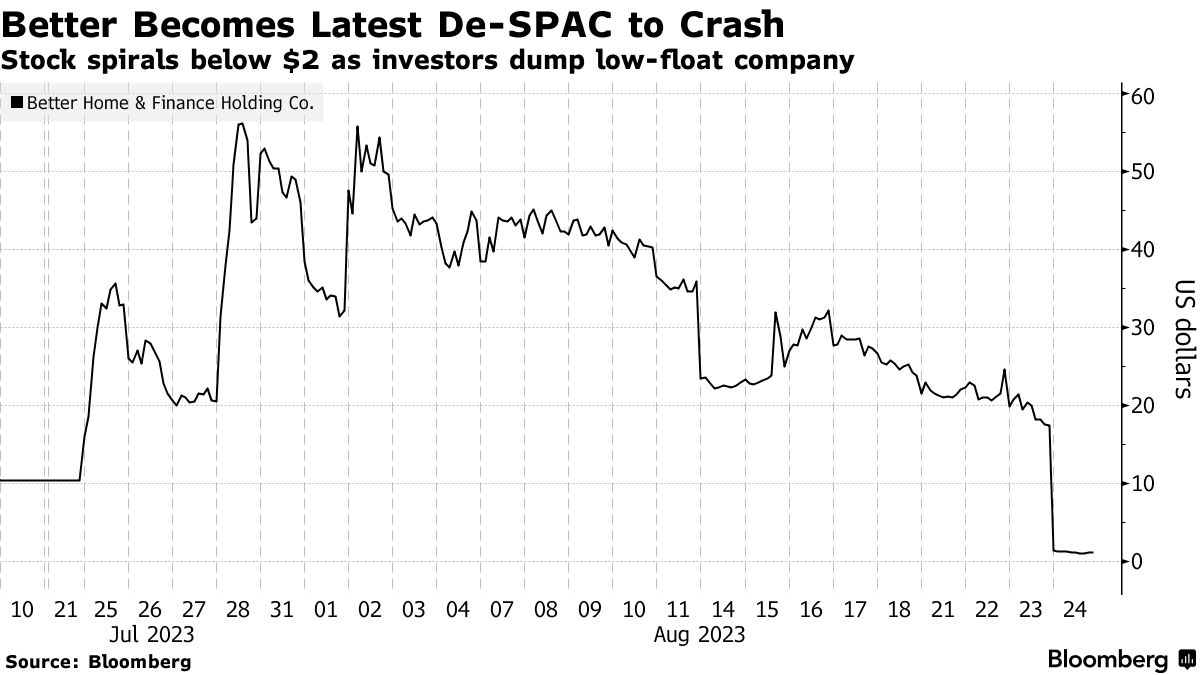 Better Becomes Latest De-SPAC to Crash
Stock spirals below $2 as investors dump low-float company
Better Home & Finance Holding Co.
60
50
40
30
20
10
0
US dollars
10 21 25 26 27 28 31 01 02 03 04 07 08 09 10 11 14 15 16 17 18 21 22 23 24
Jul 2023 Aug 2023
Source: Bloomberg
Bloomberg